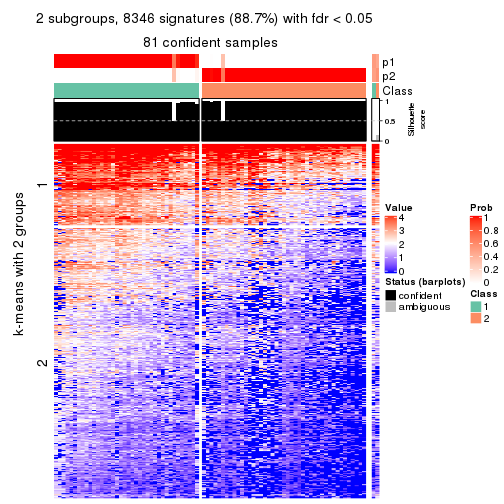 2 subgroups, 8346 signatures (88.7%) with fdr < 0.05
81 confident samples
p1
p2
Class
1
0.5
0
Silhouette
score
k-means with 2 groups
1
2
Value
4
3
2
1
0
Prob
1
0.8
0.6
0.4
0.2
0
Status (barplots)
confident
ambiguous
Class
1
2